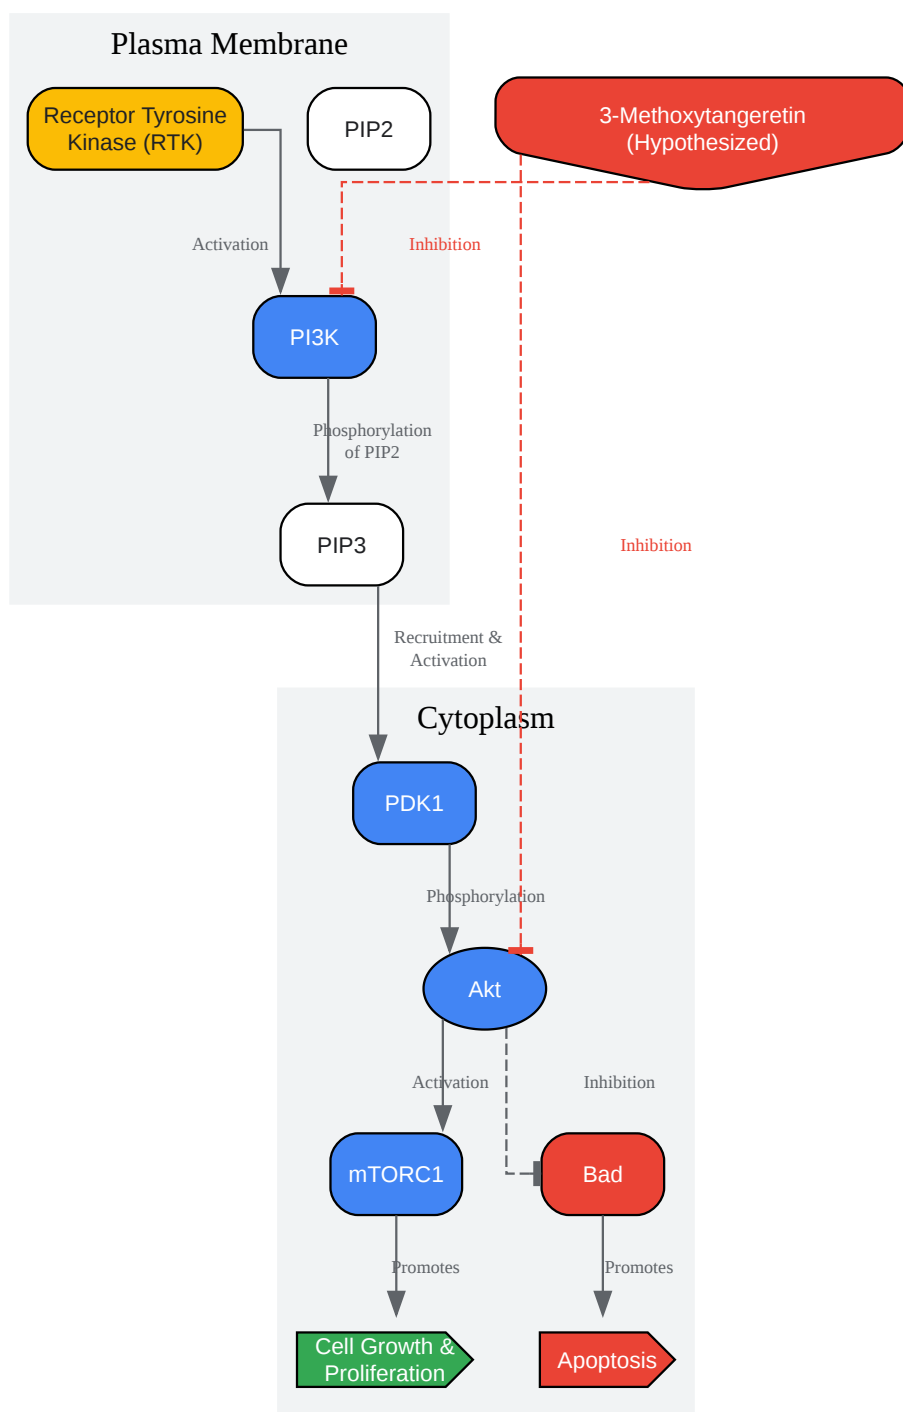 Plasma Membrane
Receptor Tyrosine
Kinase (RTK)
PIP2
3-Methoxytangeretin
(Hypothesized)
Activation
Inhibition
PI3K
Phosphorylation
of PIP2
PIP3
Inhibition
Recruitment &
Activation
Cytoplasm
PDK1
Phosphorylation
Akt
Activation
Inhibition
mTORC1
Bad
Promotes
Promotes
Cell Growth &
Proliferation
Apoptosis